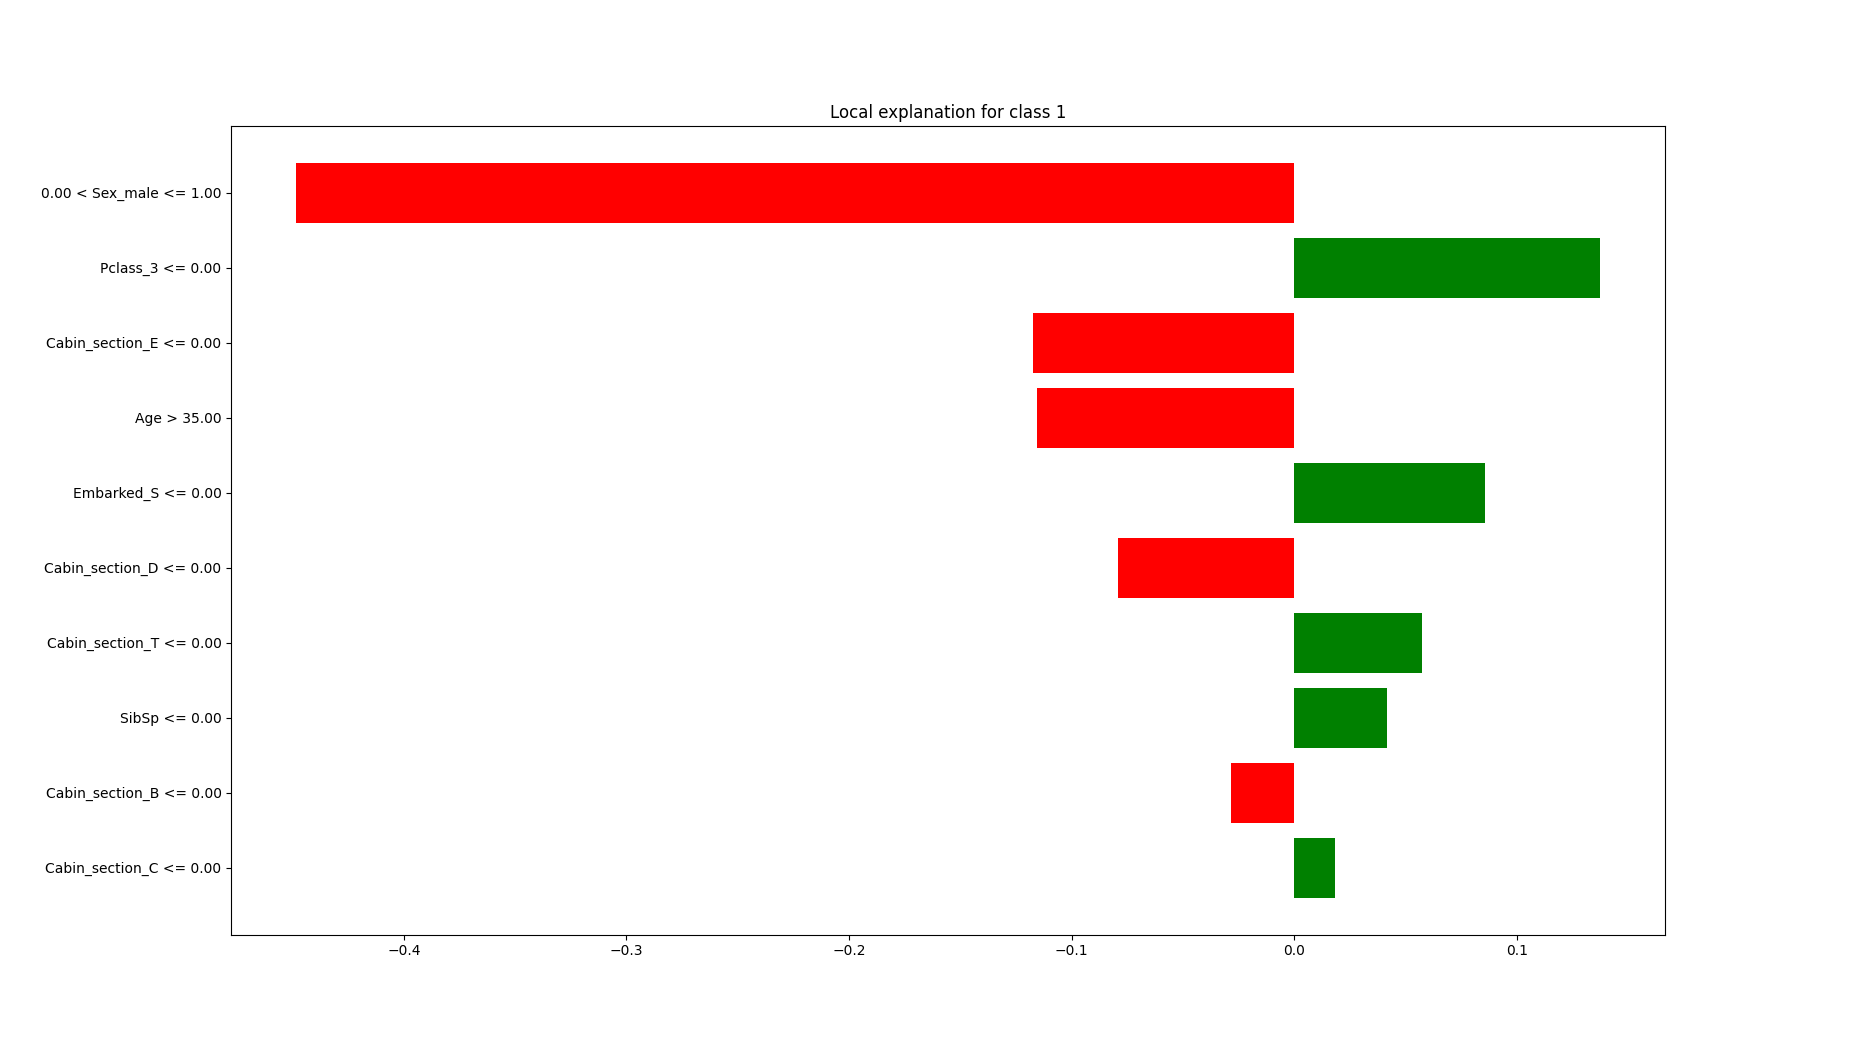 Local explanation for class 1
0.00 < Sex_male <= 1.00
Pclass_3 <= 0.00
Cabin_section_E <= 0.00
Age > 35.00
Embarked_S <= 0.00
Cabin_section_D <= 0.00
Cabin_section_T <= 0.00
SibSp <= 0.00
Cabin_section_B <= 0.00
Cabin_section_C <= 0.00
−0.4 −0.3 −0.2 −0.1 0.0 0.1